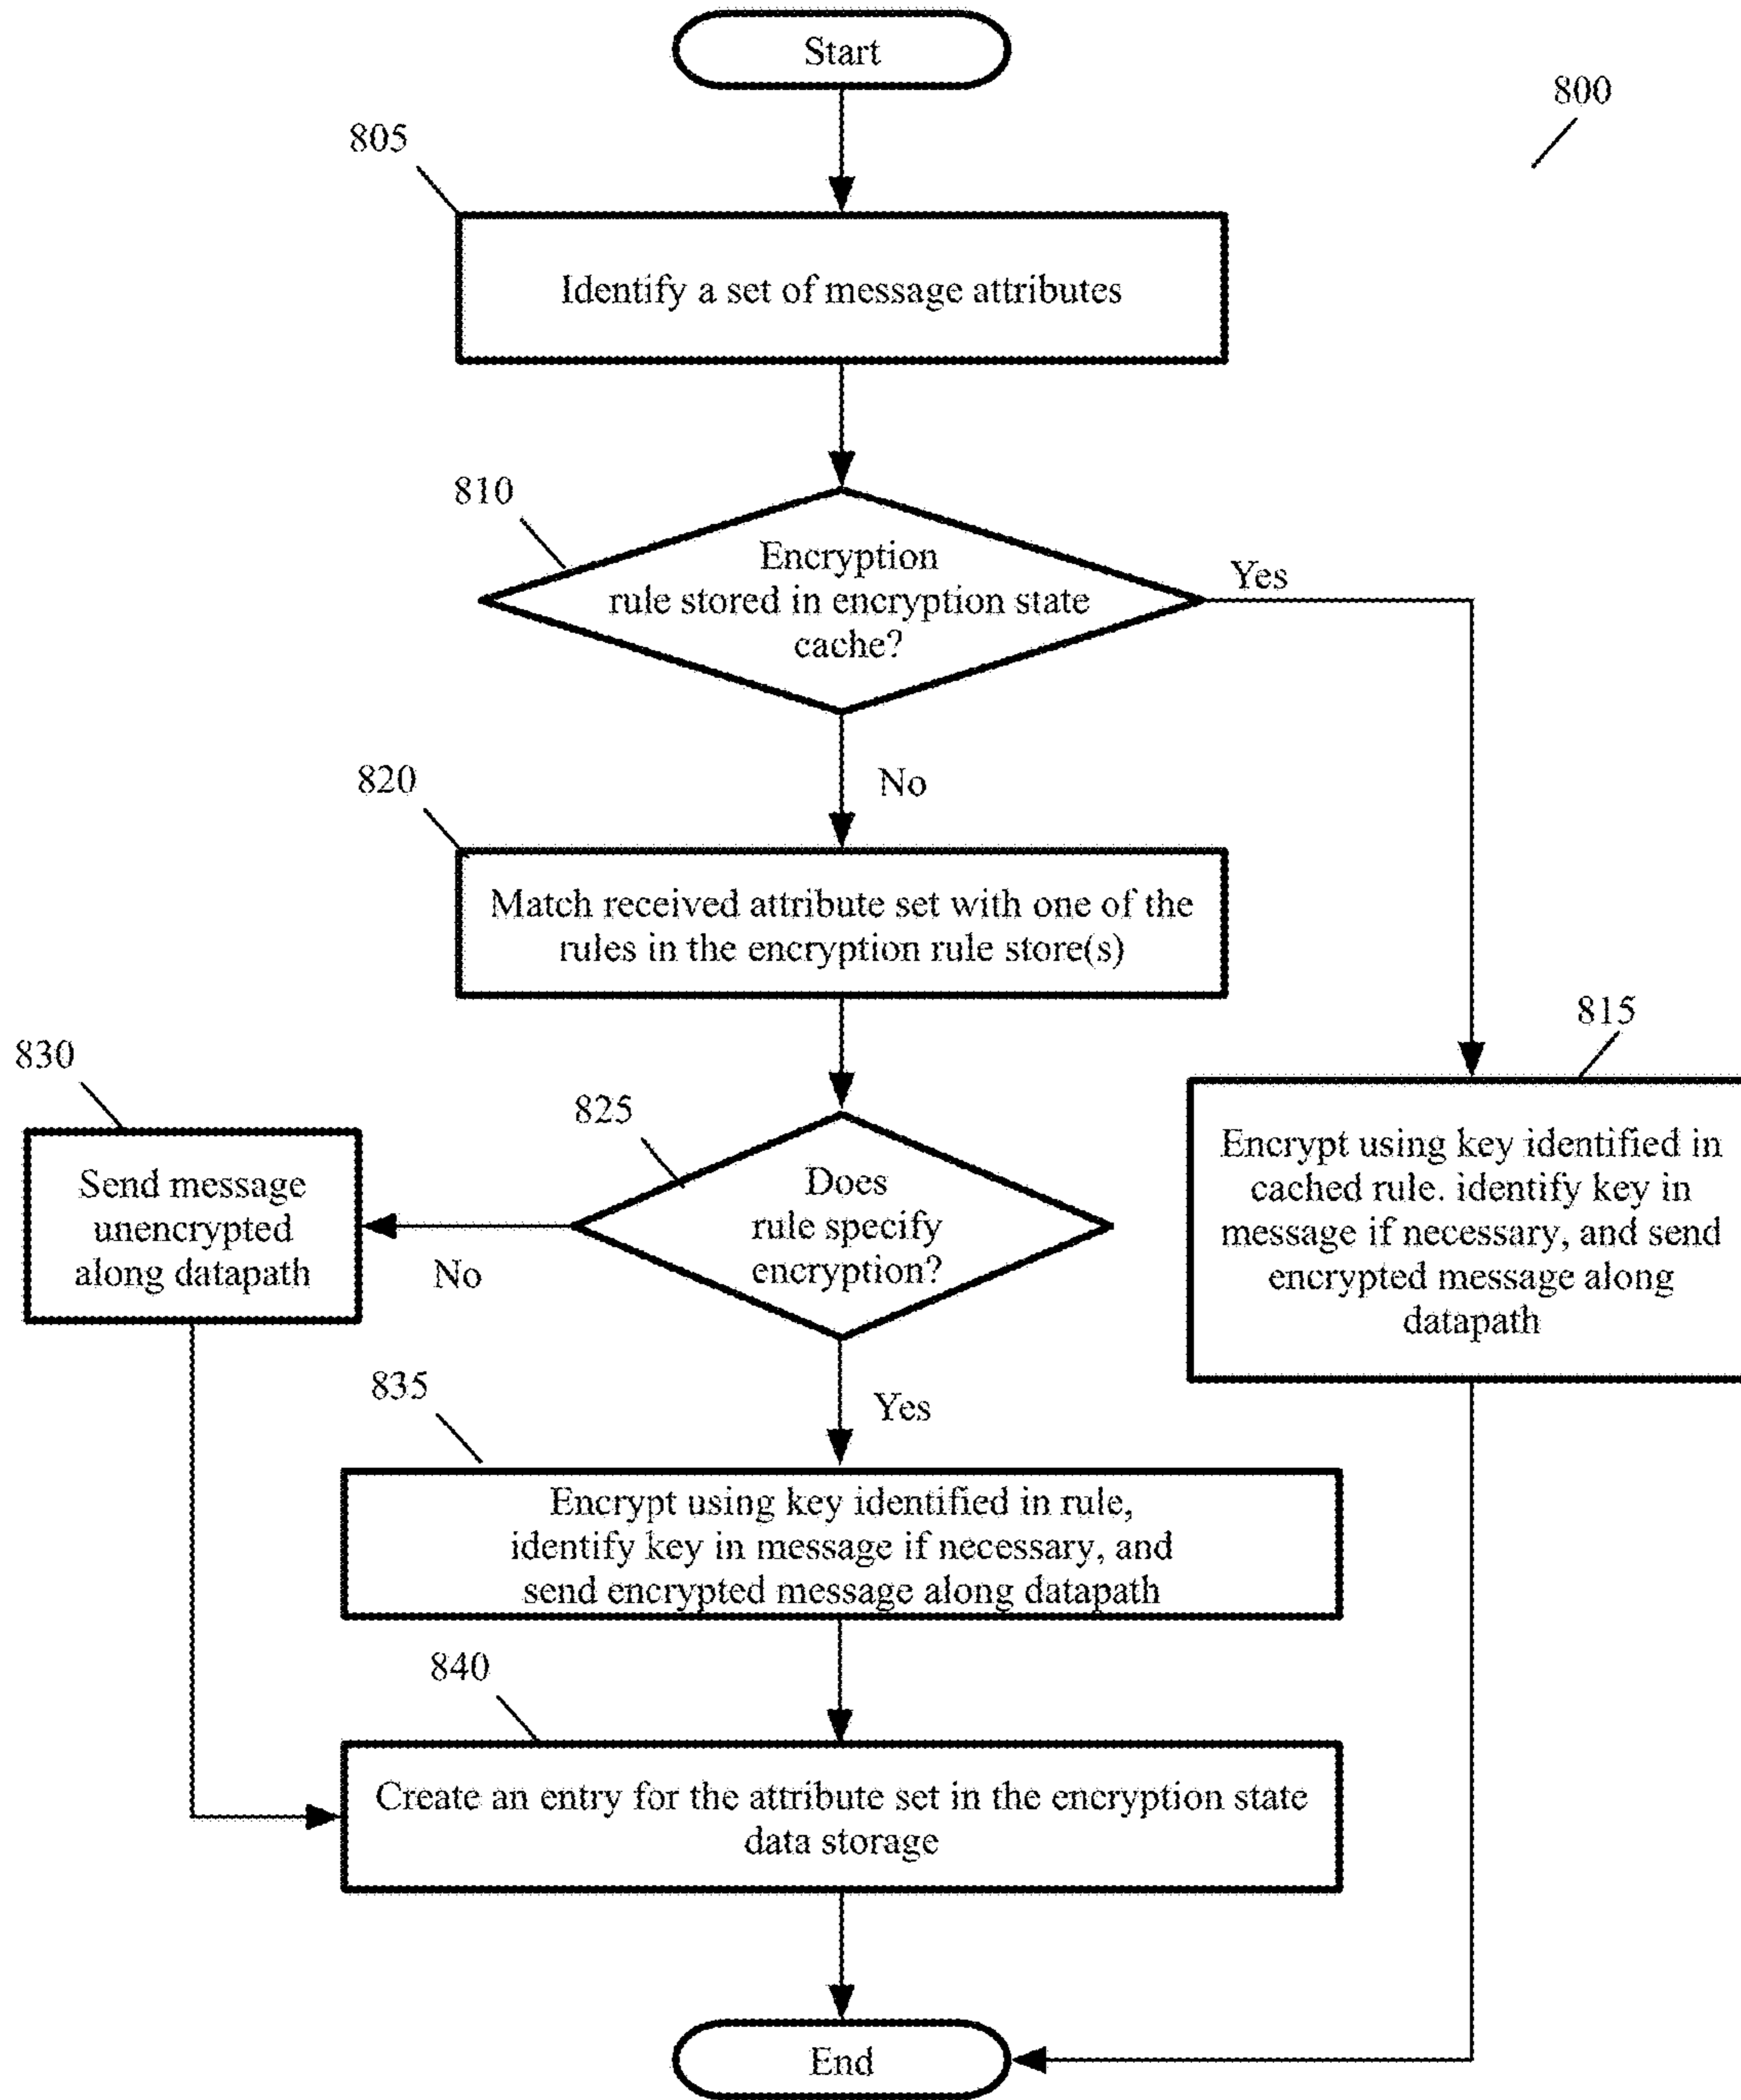 Start
800
805
Identify a set of message attributes
810
Encryption
rule stored in encryption state
cache?
Yes
No
820
Match received attribute set with one of the
rules in the encryption rule store(s)
815
Encrypt using key identified in
cached rule. identify key in
message if necessary, and send
encrypted message along
datapath
830
Send message
unencrypted
along datapath
825
Does
rule specify
encryption?
No
Yes
835
Encrypt using key identified in rule,
identify key in message if necessary, and
send encrypted message along datapath
840
Create an entry for the attribute set in the encryption state
data storage
End